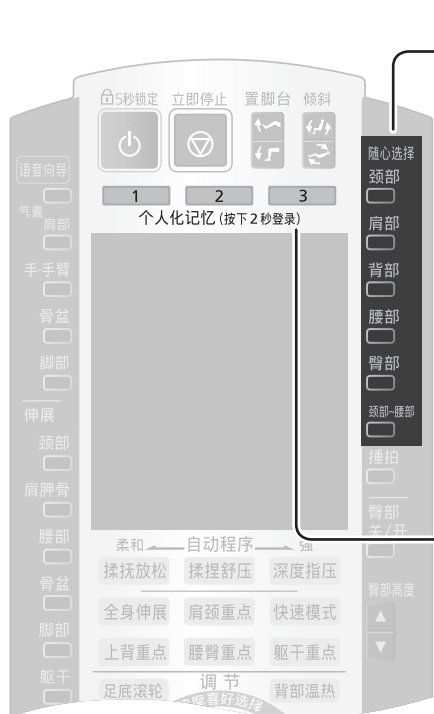 5秒锁定 立即停止 置脚台 倾斜
1 2 3
个人化记忆 (按下2秒登录)
语音向导
气囊
肩部
手·手臂
骨盆
脚部
伸展
颈部
肩胛骨
腰部
骨盆
脚部
躯干
随心选择
颈部
肩部
背部
腰部
臀部
颈部~腰部
捶拍
臀部
关/开
臀部高度
柔和 自动程序 强
揉抚放松 揉捏舒压 深度指压
全身伸展 肩颈重点 快速模式
上背重点 腰臀重点 躯干重点
足底滚轮 调节 背部温热
喜好选择